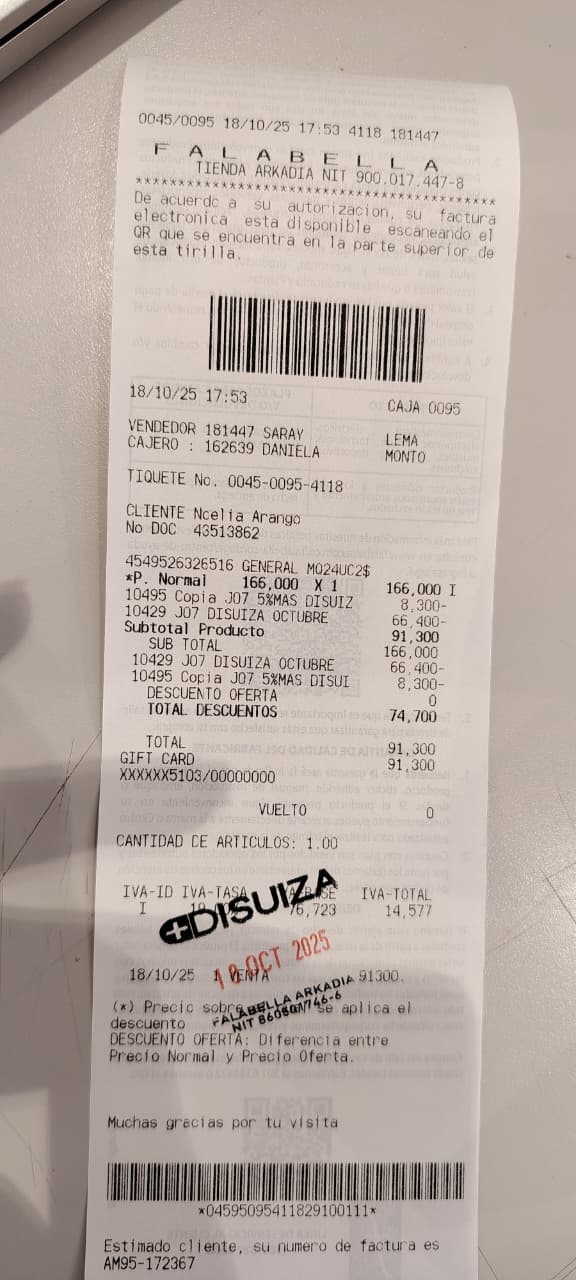 0045/0095 18/10/25 17:53 4118 181447
F A L A B E L L A
TIENDA ARKADIA NIT 900.017.447-8
******************************************
De acuerdo a su autorizacion, su factura
electronica esta disponible escaneando el
QR que se encuentra en la parte superior de
esta tirilla.
18/10/25 17:53 CAJA 0095
VENDEDOR 181447 SARAY LEMA
CAJERO : 162639 DANIELA MONTO
TIQUETE No. 0045-0095-4118
CLIENTE Ncelia Arango
No DOC 43513862
4549526326516 GENERAL M024UC2$
*P. Normal 166,000 X 1 166,000 I
10495 Copia J07 5%MAS DISUIZ 8,300-
10429 J07 DISUIZA OCTUBRE 66,400-
Subtotal Producto 91,300
SUB TOTAL 166,000
10429 J07 DISUIZA OCTUBRE 66,400-
10495 Copia J07 5%MAS DISUI 8,300-
DESCUENTO OFERTA 0
TOTAL DESCUENTOS 74,700
TOTAL 91,300
GIFT CARD 91,300
XXXXXX5103/00000000
VUELTO 0
CANTIDAD DE ARTICULOS: 1.00
IVA-ID IVA-TASA IVA-TOTAL
I 76,723 14,577
DISUIZA
18 OCT 2025
18/10/25 1 VENTA 91300.
FALABELLA ARKADIA
NIT 860801746-6
(*) Precio sobre se aplica el
descuento
DESCUENTO OFERTA: Diferencia entre
Precio Normal y Precio Oferta.
Muchas gracias por tu visita
*04595095411829100111*
Estimado cliente, su numero de factura es
AM95-172367